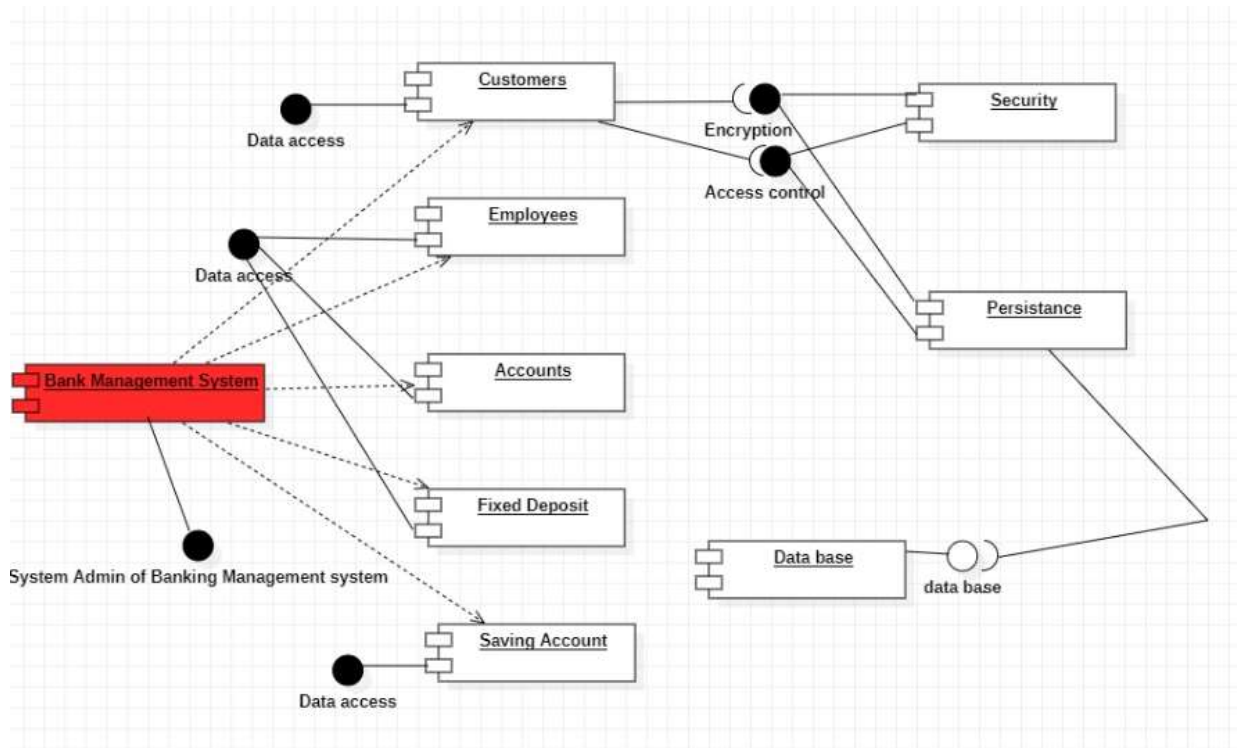 Customers
Data access
Encryption
Security
Access control
Employees
Data access
Persistance
Bank Management System
Accounts
Fixed Deposit
System Admin of Banking Management system
Data base
data base
Saving Account
Data access